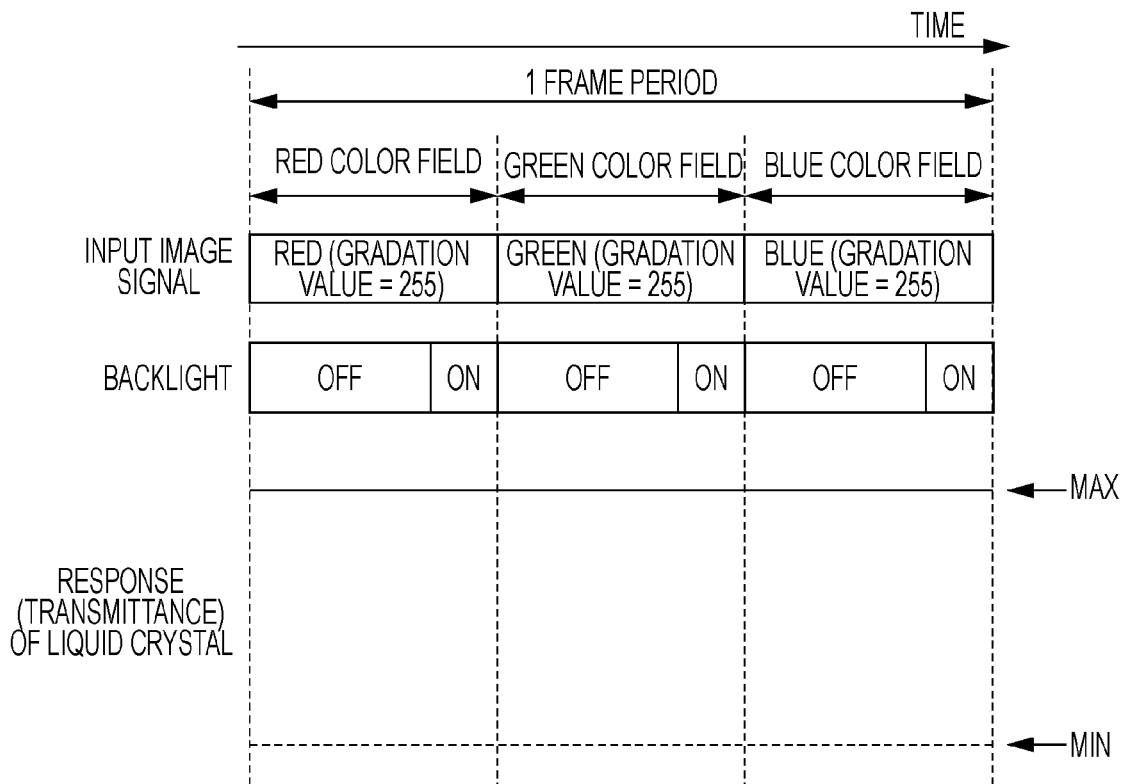 TIME
1 FRAME PERIOD
RED COLOR FIELD
GREEN COLOR FIELD
BLUE COLOR FIELD
INPUT IMAGE
SIGNAL
RED (GRADATION
VALUE = 255)
GREEN (GRADATION
VALUE = 255)
BLUE (GRADATION
VALUE = 255)
BACKLIGHT
OFF
ON
OFF
ON
OFF
ON
MAX
RESPONSE
(TRANSMITTANCE)
OF LIQUID CRYSTAL
MIN